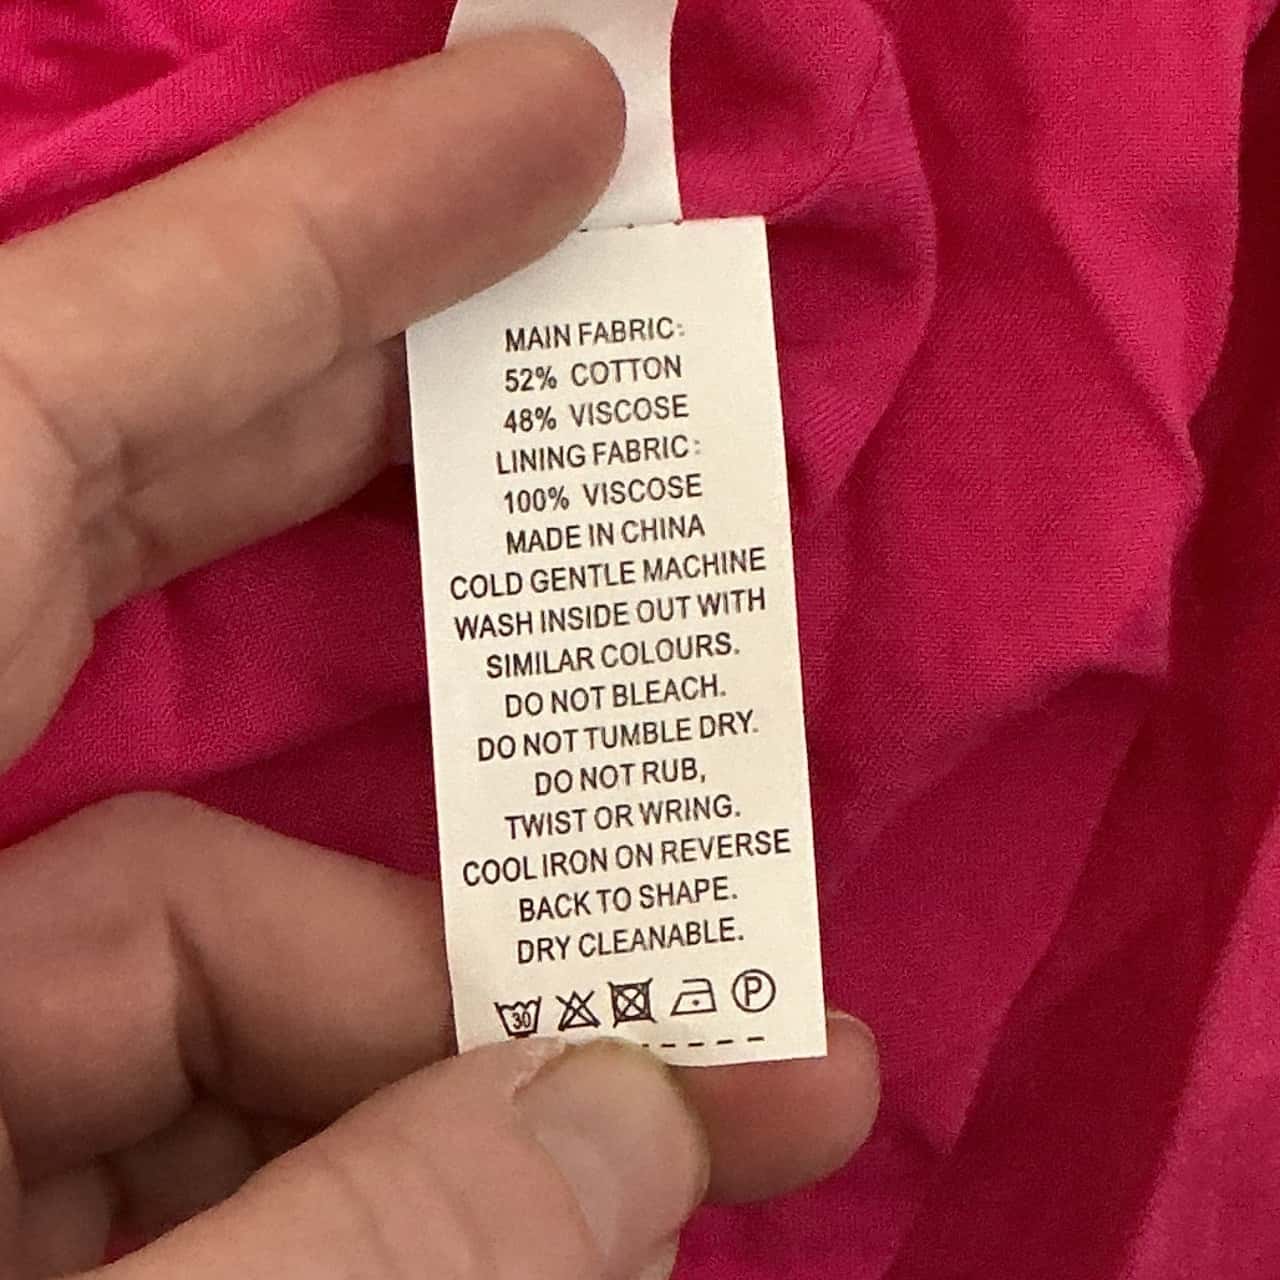 MAIN FABRIC:
52% COTTON
48% VISCOSE
LINING FABRIC:
100% VISCOSE
MADE IN CHINA
COLD GENTLE MACHINE
WASH INSIDE OUT WITH
SIMILAR COLOURS.
DO NOT BLEACH.
DO NOT TUMBLE DRY.
DO NOT RUB,
TWIST OR WRING.
COOL IRON ON REVERSE
BACK TO SHAPE.
DRY CLEANABLE.
30 P